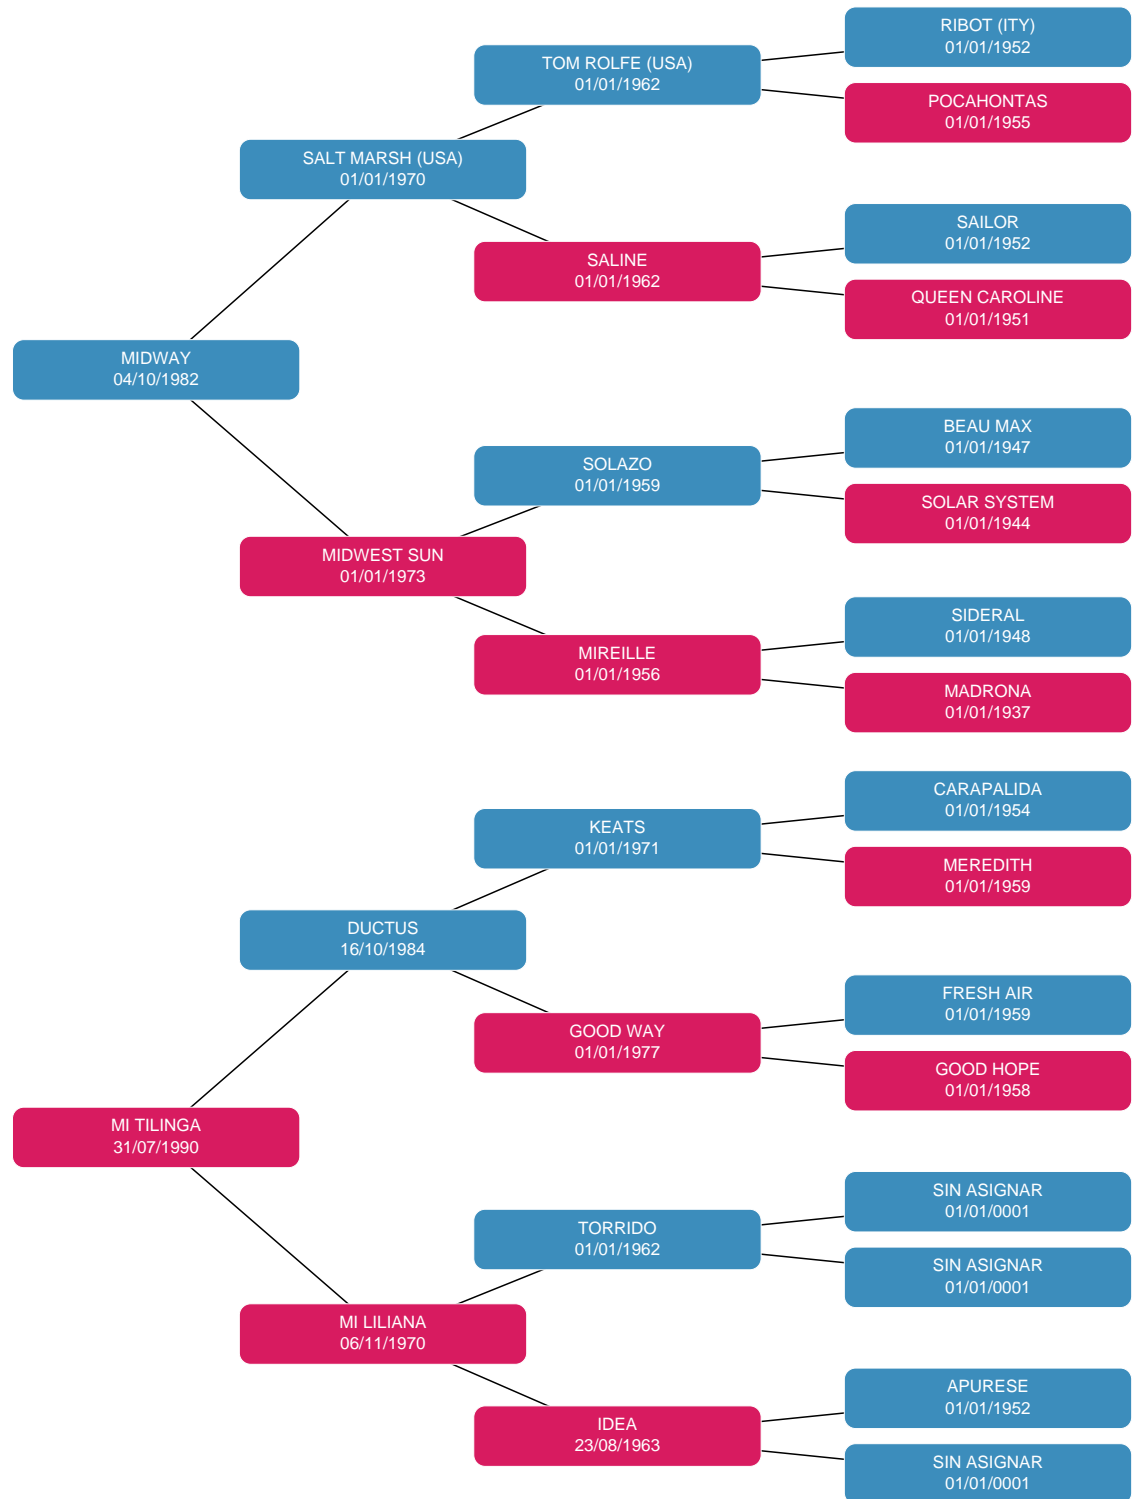 RIBOT (ITY)
01/01/1952
TOM ROLFE (USA)
01/01/1962
POCAHONTAS
01/01/1955
SALT MARSH (USA)
01/01/1970
SAILOR
01/01/1952
SALINE
01/01/1962
QUEEN CAROLINE
01/01/1951
MIDWAY
04/10/1982
BEAU MAX
01/01/1947
SOLAZO
01/01/1959
SOLAR SYSTEM
01/01/1944
MIDWEST SUN
01/01/1973
SIDERAL
01/01/1948
MIREILLE
01/01/1956
MADRONA
01/01/1937
CARAPALIDA
01/01/1954
KEATS
01/01/1971
MEREDITH
01/01/1959
DUCTUS
16/10/1984
FRESH AIR
01/01/1959
GOOD WAY
01/01/1977
GOOD HOPE
01/01/1958
MI TILINGA
31/07/1990
SIN ASIGNAR
01/01/0001
TORRIDO
01/01/1962
SIN ASIGNAR
01/01/0001
MI LILIANA
06/11/1970
APURESE
01/01/1952
IDEA
23/08/1963
SIN ASIGNAR
01/01/0001